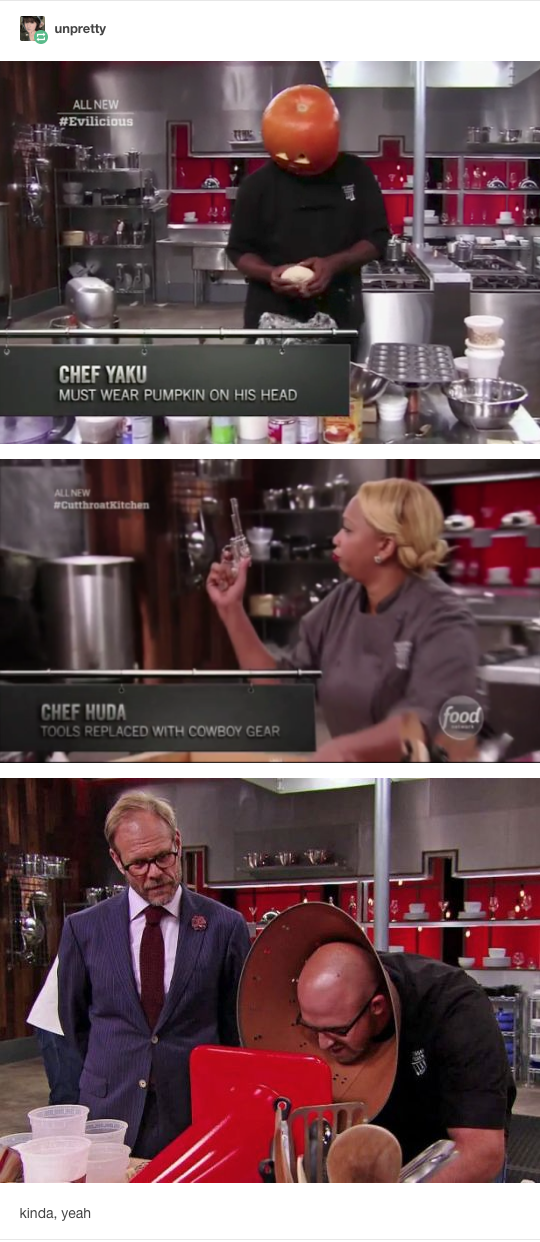 unpretty
ALL NEW
#Evilicious
CHEF YAKU
MUST WEAR PUMPKIN ON HIS HEAD
ALL NEW
#CutthroatKitchen
CHEF HUDA
TOOLS REPLACED WITH COWBOY GEAR
food
kinda, yeah